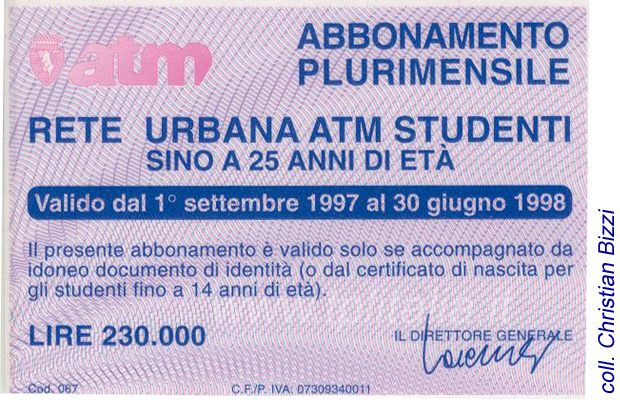 atm
ABBONAMENTO
PLURIMENSILE
RETE URBANA ATM STUDENTI
SINO A 25 ANNI DI ETÀ
Valido dal 1° settembre 1997 al 30 giugno 1998
Il presente abbonamento è valido solo se accompagnato da
idoneo documento di identità (o dal certificato di nascita per
gli studenti fino a 14 anni di età).
LIRE 230.000
IL DIRETTORE GENERALE
Cod. 067
C.F./P. IVA: 07309340011
coll. Christian Bizzi